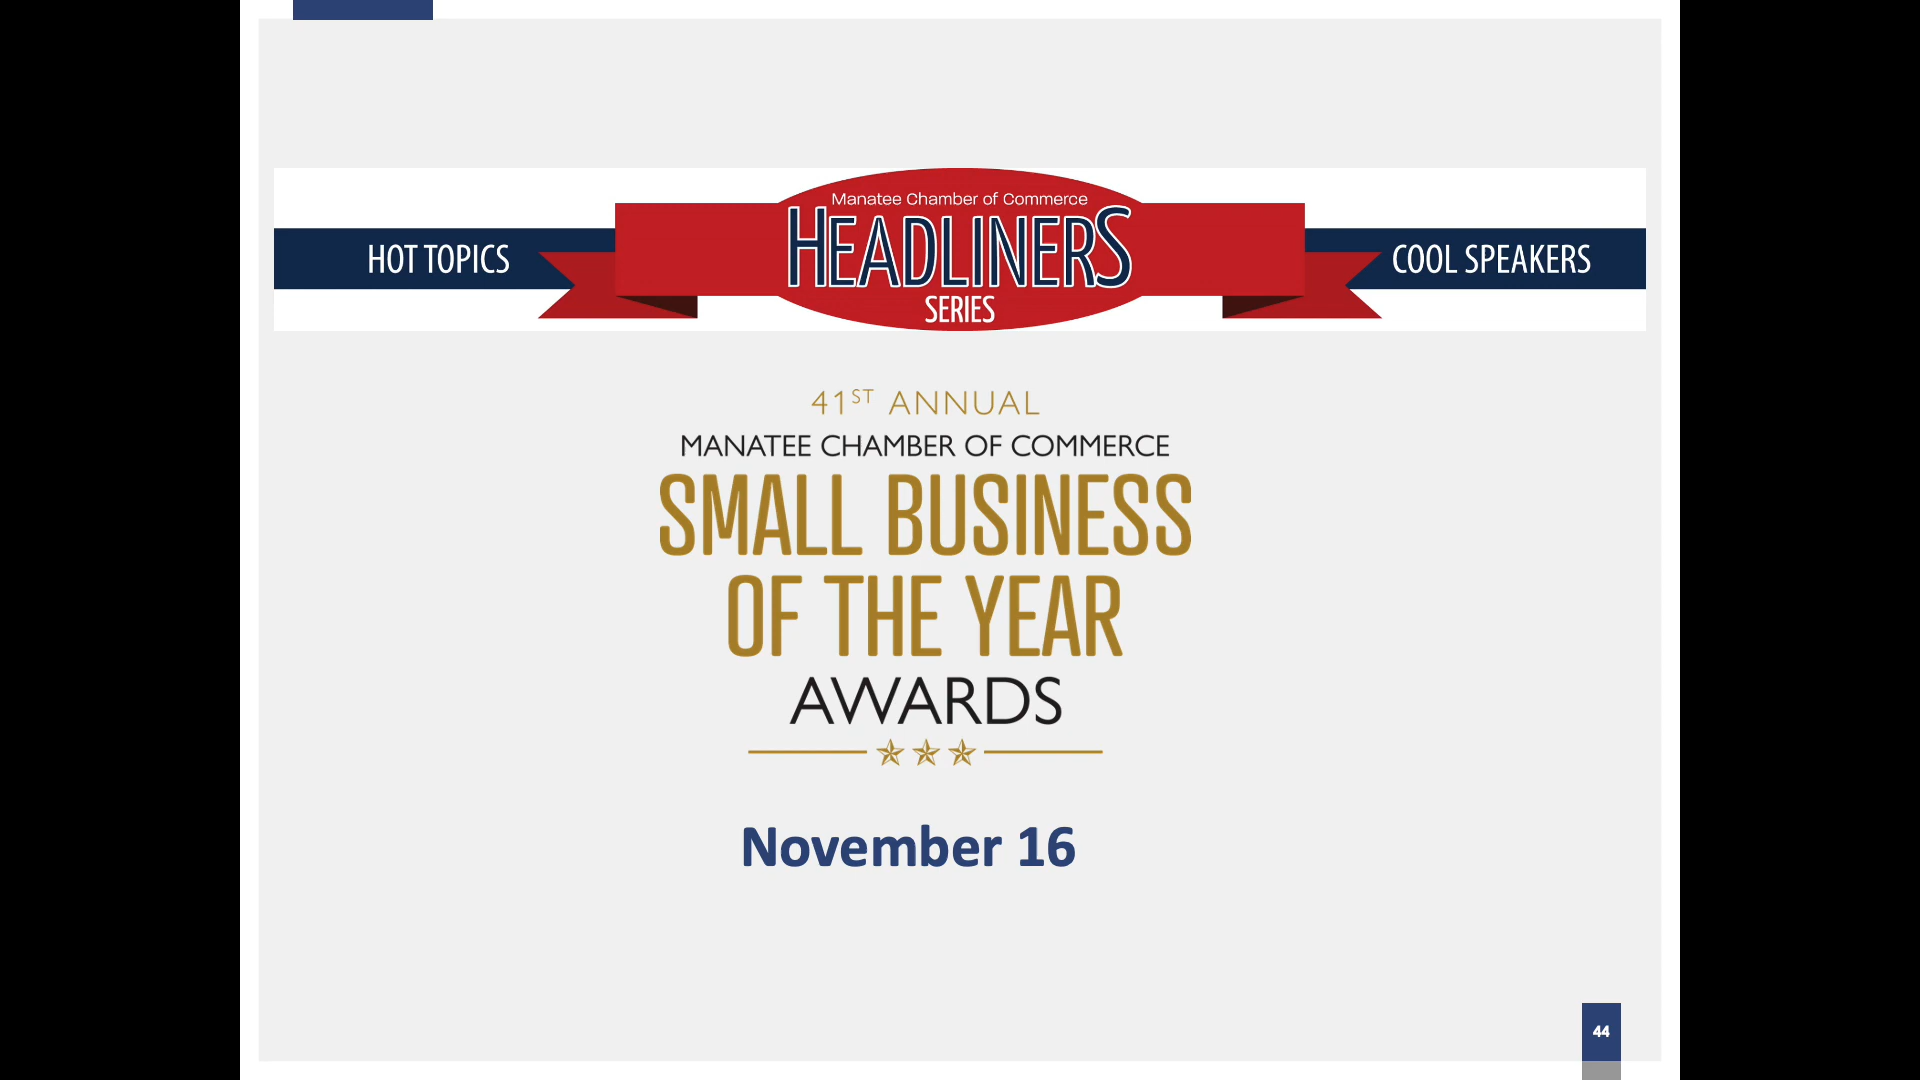 Manatee Chamber of Commerce
HOT TOPICS
HEADLINERS
COOL SPEAKERS
SERIES
41ST ANNUAL
MANATEE CHAMBER OF COMMERCE
SMALL BUSINESS
OF THE YEAR
AWARDS
November 16
44